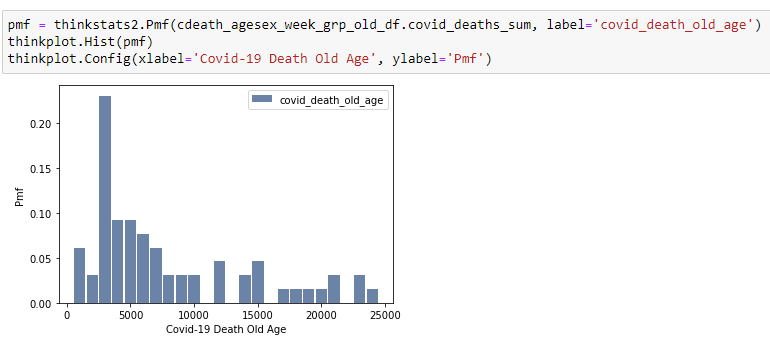 pmf = thinkstats2.Pmf(cdeath_agesex_week_grp_old_df.covid_deaths_sum, label='covid_death_old_age')
thinkplot.Hist(pmf)
thinkplot.Config(xlabel='Covid-19 Death Old Age', ylabel='Pmf')
covid_death_old_age
0.20
0.15
0.10
0.05
0.00
Pmf
0
5000
10000
15000
20000
25000
Covid-19 Death Old Age